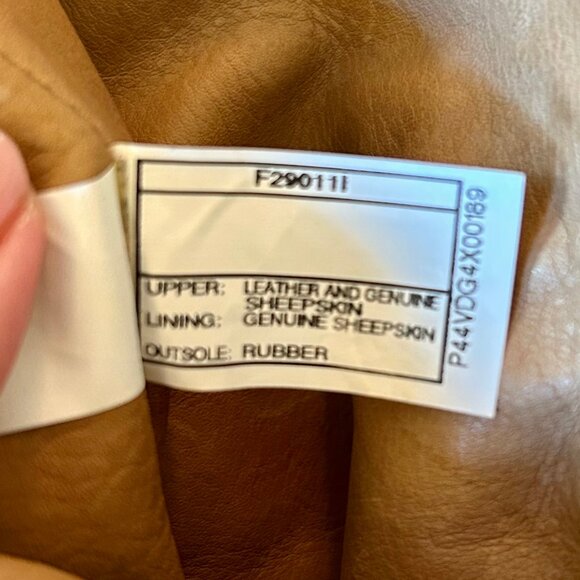 F29011I
UPPER: LEATHER AND GENUINE
SHEEPSKIN
LINING: GENUINE SHEEPSKIN
OUTSOLE: RUBBER
P44VDG4X00189